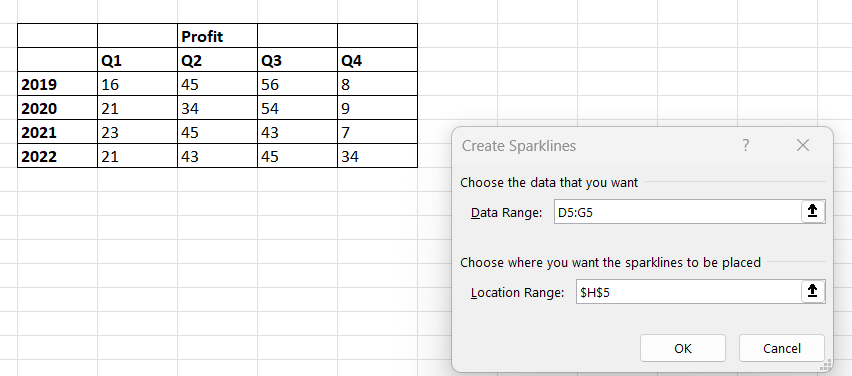 Profit
Q1 Q2 Q3 Q4
2019 16 45 56 8
2020 21 34 54 9
2021 23 45 43 7
2022 21 43 45 34
Create Sparklines ? ×
Choose the data that you want
Data Range: D5:G5
Choose where you want the sparklines to be placed
Location Range: $H$5
OK Cancel